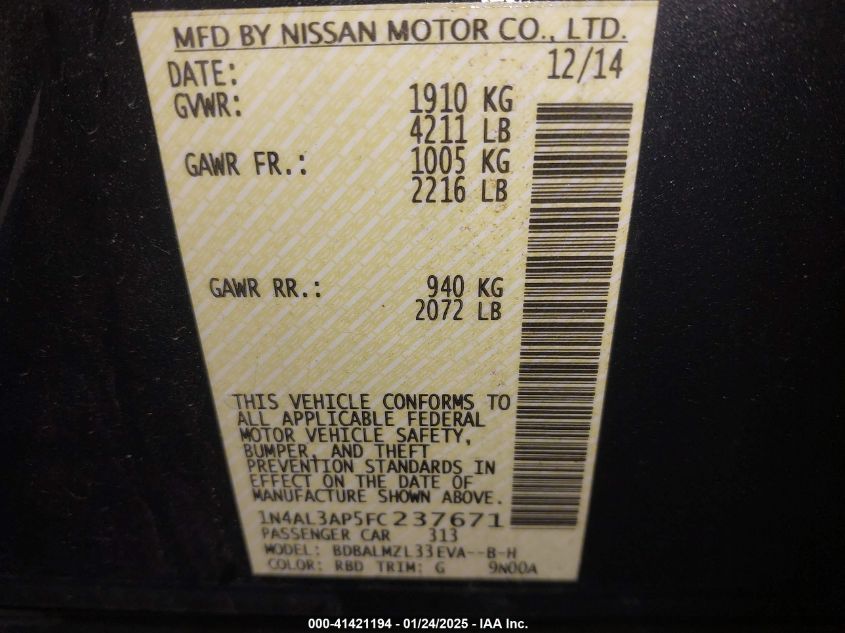 MFD BY NISSAN MOTOR CO., LTD.
DATE: 12/14
GVWR: 1910 KG
4211 LB
GAWR FR.: 1005 KG
2216 LB
GAWR RR.: 940 KG
2072 LB
THIS VEHICLE CONFORMS TO
ALL APPLICABLE FEDERAL
MOTOR VEHICLE SAFETY,
BUMPER, AND THEFT
PREVENTION STANDARDS IN
EFFECT ON THE DATE OF
MANUFACTURE SHOWN ABOVE.
1N4AL3AP5FC237671
PASSENGER CAR 313
MODEL: BDBALMZL33EVA--B-H
COLOR: RBD TRIM: G 9N00A
000-41421194 - 01/24/2025 - IAA Inc.